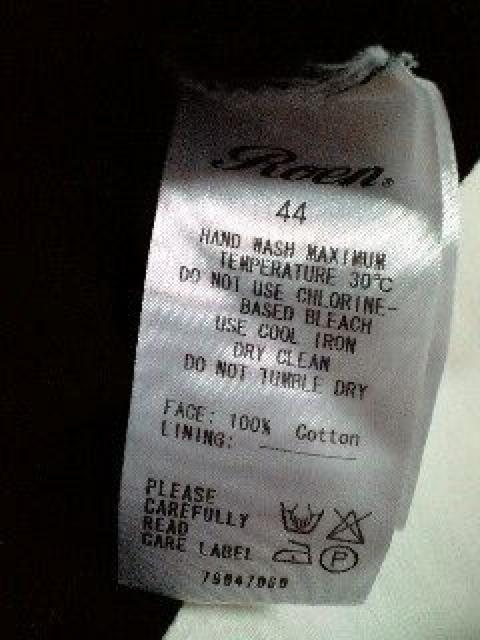 Roen®
44
HAND WASH MAXIMUM
TEMPERATURE 30℃
DO NOT USE CHLORINE-
BASED BLEACH
USE COOL IRON
DRY CLEAN
DO NOT TUMBLE DRY
FACE: 100% Cotton
LINING:
PLEASE
CAREFULLY
READ
CARE LABEL
P